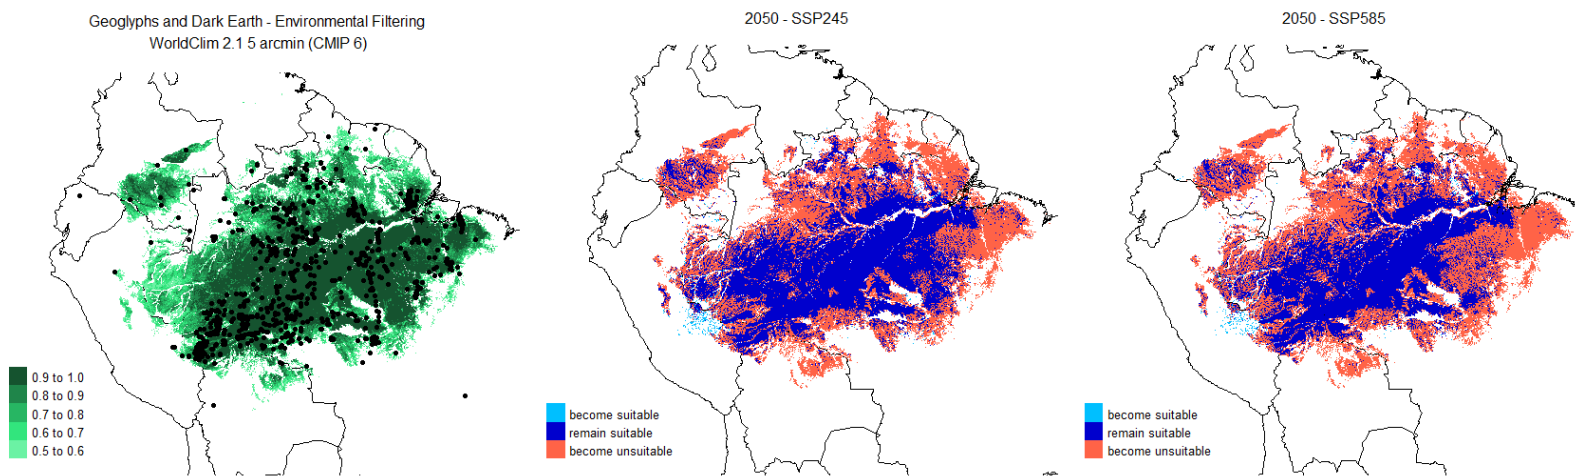 Geoglyphs and Dark Earth - Environmental Filtering
WorldClim 2.1 5 arcmin (CMIP 6)
0.9 to 1.0
0.8 to 0.9
0.7 to 0.8
0.6 to 0.7
0.5 to 0.6
2050 - SSP245
become suitable
remain suitable
become unsuitable
2050 - SSP585
become suitable
remain suitable
become unsuitable